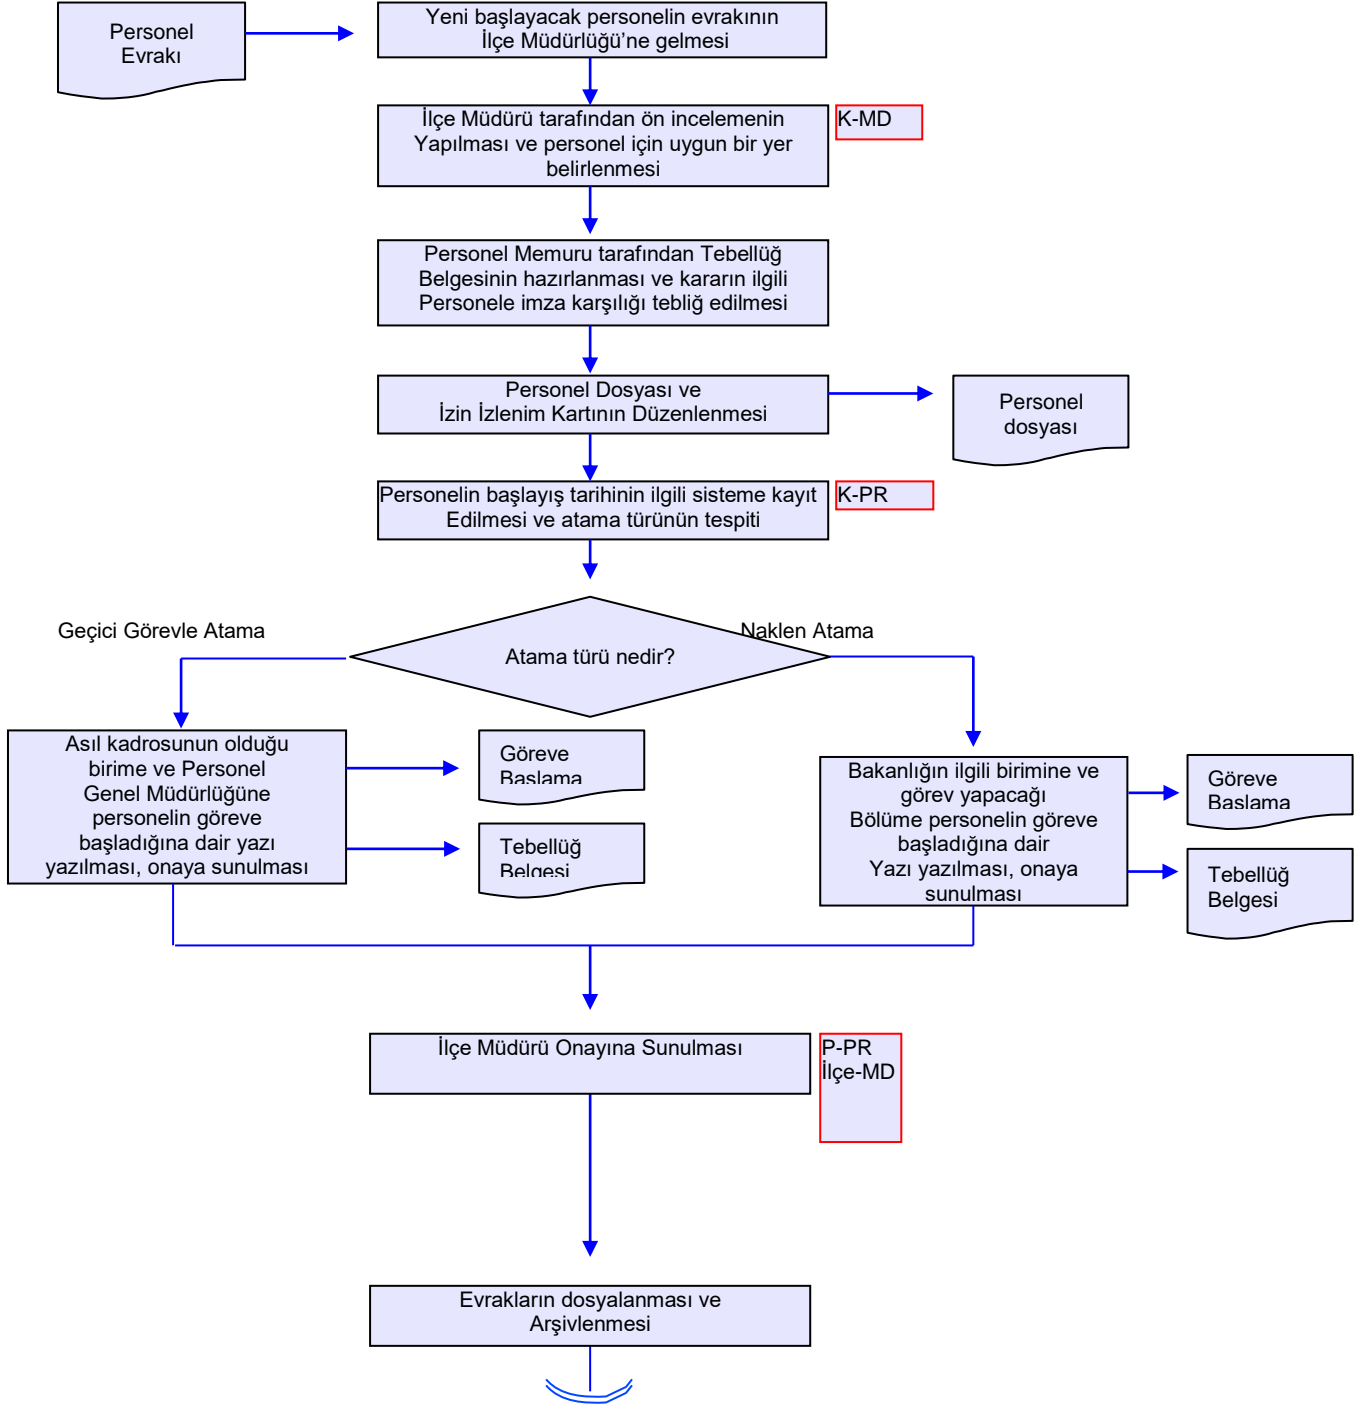 Personel
Evrakı
Yeni başlayacak personelin evrakının
İlçe Müdürlüğü’ne gelmesi
İlçe Müdürü tarafından ön incelemenin
Yapılması ve personel için uygun bir yer
belirlenmesi
K-MD
Personel Memuru tarafından Tebellüğ
Belgesinin hazırlanması ve kararın ilgili
Personele imza karşılığı tebliğ edilmesi
Personel Dosyası ve
İzin İzlenim Kartının Düzenlenmesi
Personel
dosyası
Personelin başlayış tarihinin ilgili sisteme kayıt
Edilmesi ve atama türünün tespiti
K-PR
Geçici Görevle Atama
Naklen Atama
Atama türü nedir?
Asıl kadrosunun olduğu
birime ve Personel
Genel Müdürlüğüne
personelin göreve
başladığına dair yazı
yazılması, onaya sunulması
Göreve
Başlama
Tebellüğ
Belgesi
Bakanlığın ilgili birimine ve
görev yapacağı
Bölüme personelin göreve
başladığına dair
Yazı yazılması, onaya
sunulması
Göreve
Başlama
Tebellüğ
Belgesi
İlçe Müdürü Onayına Sunulması
P-PR
İlçe-MD
Evrakların dosyalanması ve
Arşivlenmesi